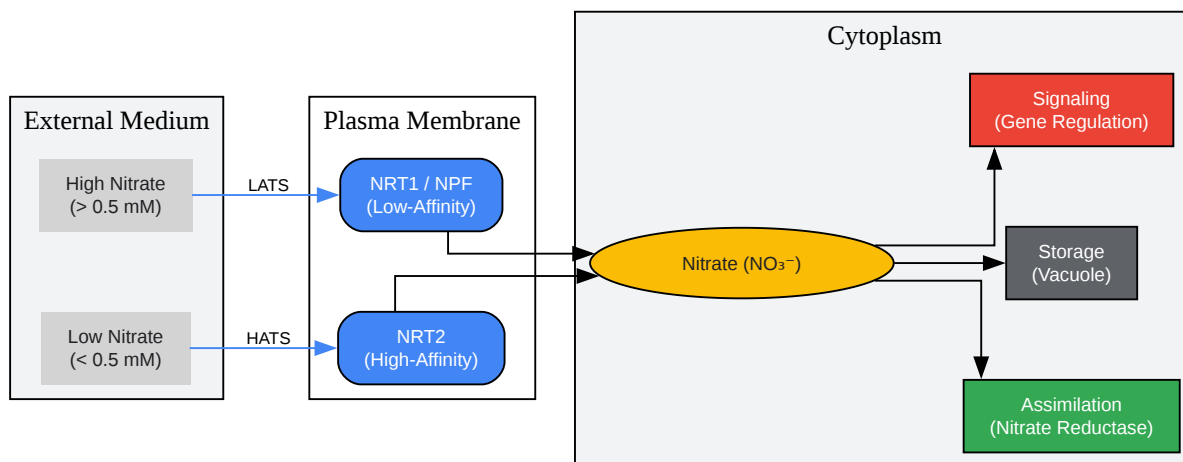 External Medium
High Nitrate
(> 0.5 mM)
Low Nitrate
(< 0.5 mM)
LATS
HATS
Plasma Membrane
NRT1 / NPF
(Low-Affinity)
NRT2
(High-Affinity)
Cytoplasm
Nitrate (NO₃⁻)
Signaling
(Gene Regulation)
Storage
(Vacuole)
Assimilation
(Nitrate Reductase)